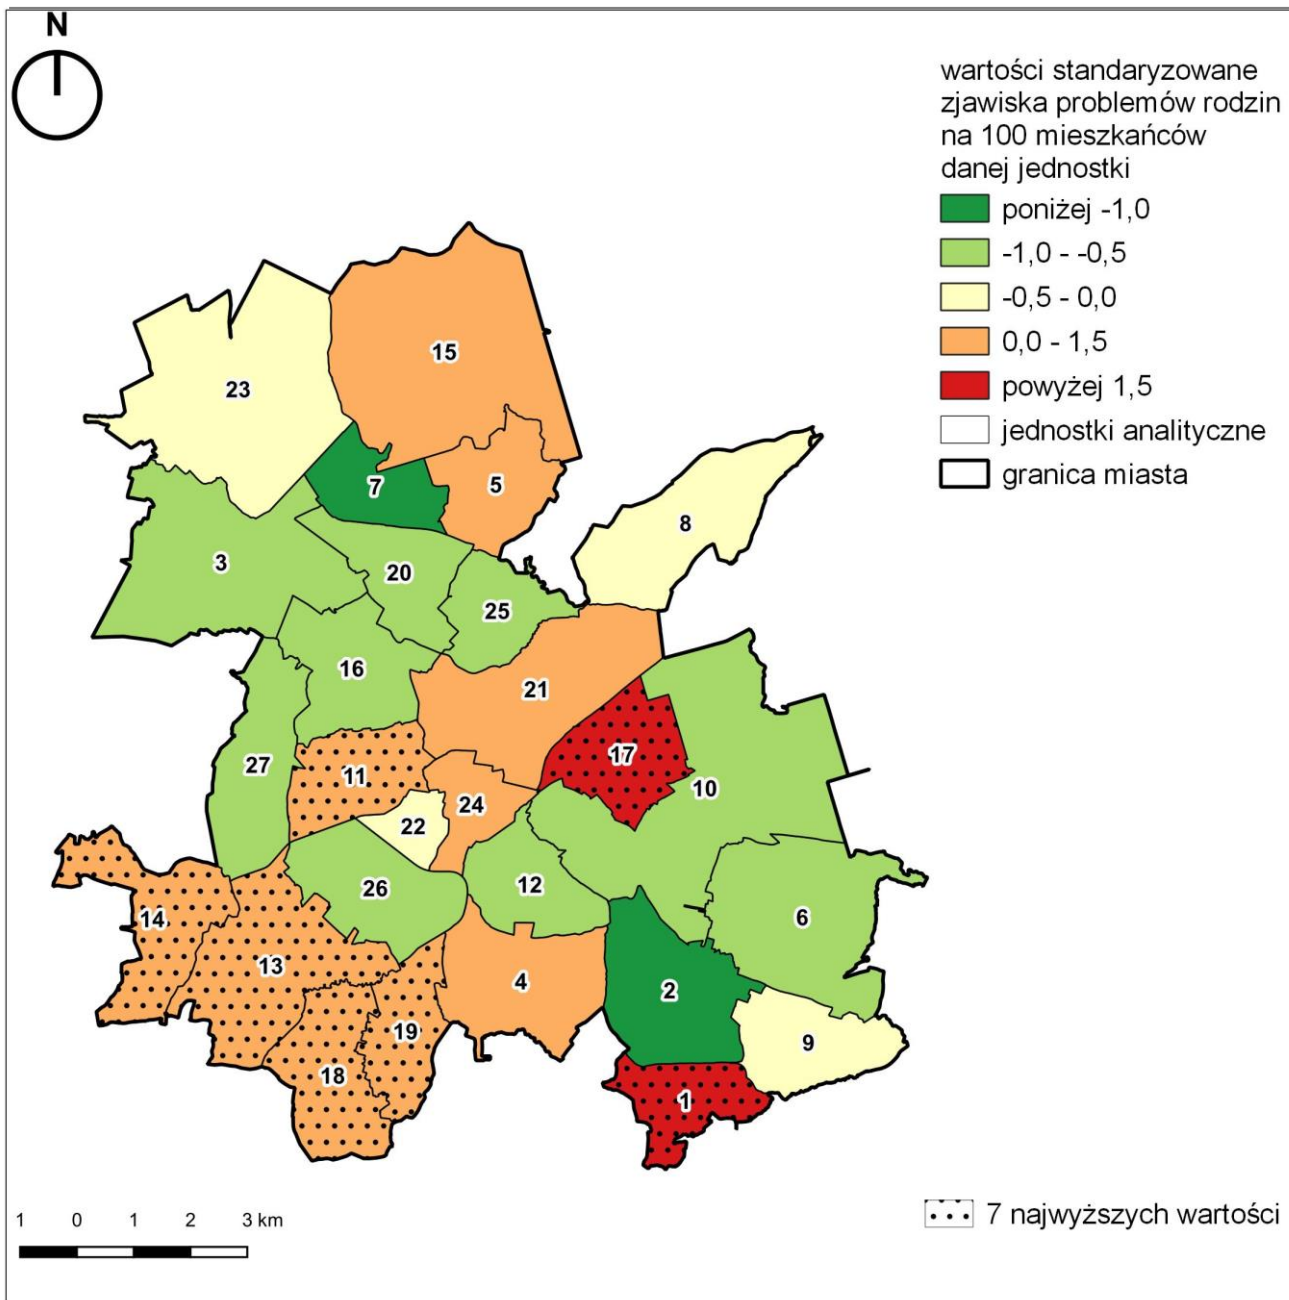 N
wartości standaryzowane
zjawiska problemów rodzin
na 100 mieszkańców
danej jednostki
poniżej -1,0
-1,0 - -0,5
-0,5 - 0,0
0,0 - 1,5
powyżej 1,5
jednostki analityczne
granica miasta
15
23
7
5
8
3
20
25
16
21
17
27
11
10
24
22
26
12
14
6
13
4
2
19
9
18
1
1 0 1 2 3 km
7 najwyższych wartości